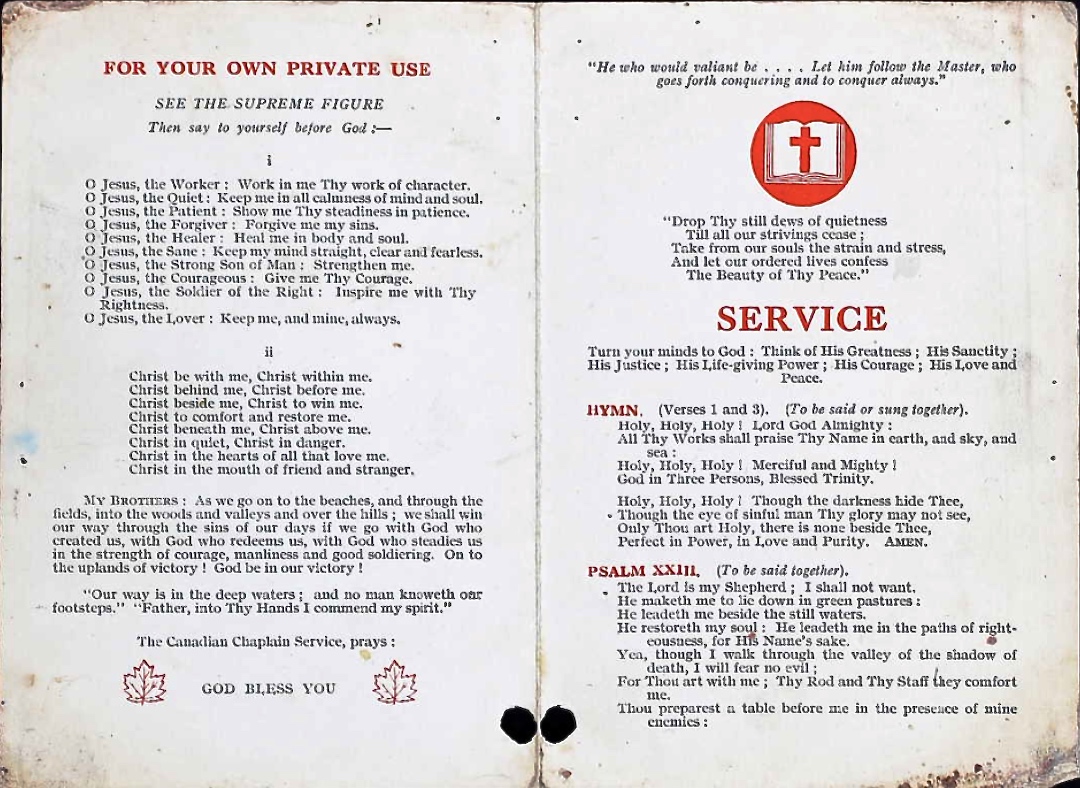 FOR YOUR OWN PRIVATE USE
SEE THE SUPREME FIGURE
Then say to yourself before God :—
i
O Jesus, the Worker : Work in me Thy work of character.
O Jesus, the Quiet : Keep me in all calmness of mind and soul.
O Jesus, the Patient : Show me Thy steadiness in patience.
O Jesus, the Forgiver : Forgive me my sins.
O Jesus, the Healer : Heal me in body and soul.
O Jesus, the Sane : Keep my mind straight, clear and fearless.
O Jesus, the Strong Son of Man : Strengthen me.
O Jesus, the Courageous : Give me Thy Courage.
O Jesus, the Soldier of the Right : Inspire me with Thy
Rightness.
O Jesus, the Lover : Keep me, and mine, always.
ii
Christ be with me, Christ within me.
Christ behind me, Christ before me.
Christ beside me, Christ to win me.
Christ to comfort and restore me.
Christ beneath me, Christ above me.
Christ in quiet, Christ in danger.
Christ in the hearts of all that love me.
Christ in the mouth of friend and stranger.
MY BROTHERS : As we go on to the beaches, and through the
fields, into the woods and valleys and over the hills ; we shall win
our way through the sins of our days if we go with God who
created us, with God who redeems us, with God who steadies us
in the strength of courage, manliness and good soldiering. On to
the uplands of victory ! God be in our victory !
"Our way is in the deep waters ; and no man knoweth our
footsteps." "Father, into Thy Hands I commend my spirit."
The Canadian Chaplain Service, prays :
GOD BLESS YOU
"He who would valiant be . . . . Let him follow the Master, who
goes forth conquering and to conquer always."
"Drop Thy still dews of quietness
Till all our strivings cease ;
Take from our souls the strain and stress,
And let our ordered lives confess
The Beauty of Thy Peace."
SERVICE
Turn your minds to God : Think of His Greatness ; His Sanctity ;
His Justice ; His Life-giving Power ; His Courage ; His Love and
Peace.
HYMN. (Verses 1 and 3). (To be said or sung together).
Holy, Holy, Holy ! Lord God Almighty :
All Thy Works shall praise Thy Name in earth, and sky, and
sea :
Holy, Holy, Holy ! Merciful and Mighty !
God in Three Persons, Blessed Trinity.
Holy, Holy, Holy ! Though the darkness hide Thee,
Though the eye of sinful man Thy glory may not see,
Only Thou art Holy, there is none beside Thee,
Perfect in Power, in Love and Purity. AMEN.
PSALM XXIII. (To be said together).
The Lord is my Shepherd ; I shall not want.
He maketh me to lie down in green pastures :
He leadeth me beside the still waters.
He restoreth my soul : He leadeth me in the paths of right-
eousness, for His Name's sake.
Yea, though I walk through the valley of the shadow of
death, I will fear no evil ;
For Thou art with me ; Thy Rod and Thy Staff they comfort
me.
Thou preparest a table before me in the presence of mine
enemies :